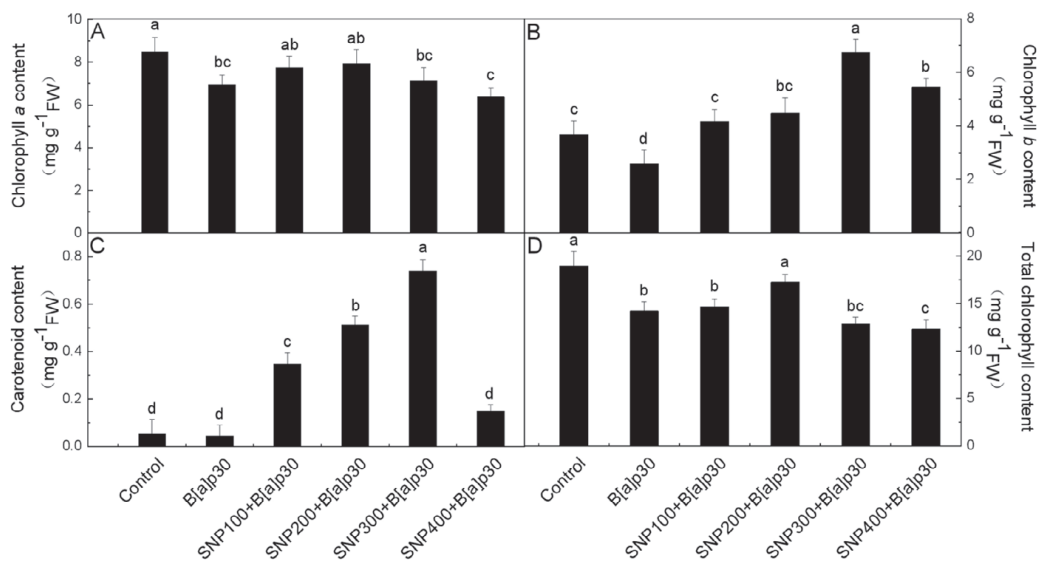 A
Chlorophyll a content
(mg g-1FW)
10
8
6
4
2
0
a
bc
ab
ab
bc
c
B
Chlorophyll b content
(mg g-1FW)
8
6
4
2
0
c
d
c
bc
a
b
C
Carotenoid content
(mg g-1FW)
0.8
0.6
0.4
0.2
0.0
d
d
c
b
a
d
D
Total chlorophyll content
(mg g-1FW)
20
15
10
5
0
a
b
b
a
bc
c
Control
B[a]p30
SNP100+B[a]p30
SNP200+B[a]p30
SNP300+B[a]p30
SNP400+B[a]p30
Control
B[a]p30
SNP100+B[a]p30
SNP200+B[a]p30
SNP300+B[a]p30
SNP400+B[a]p30